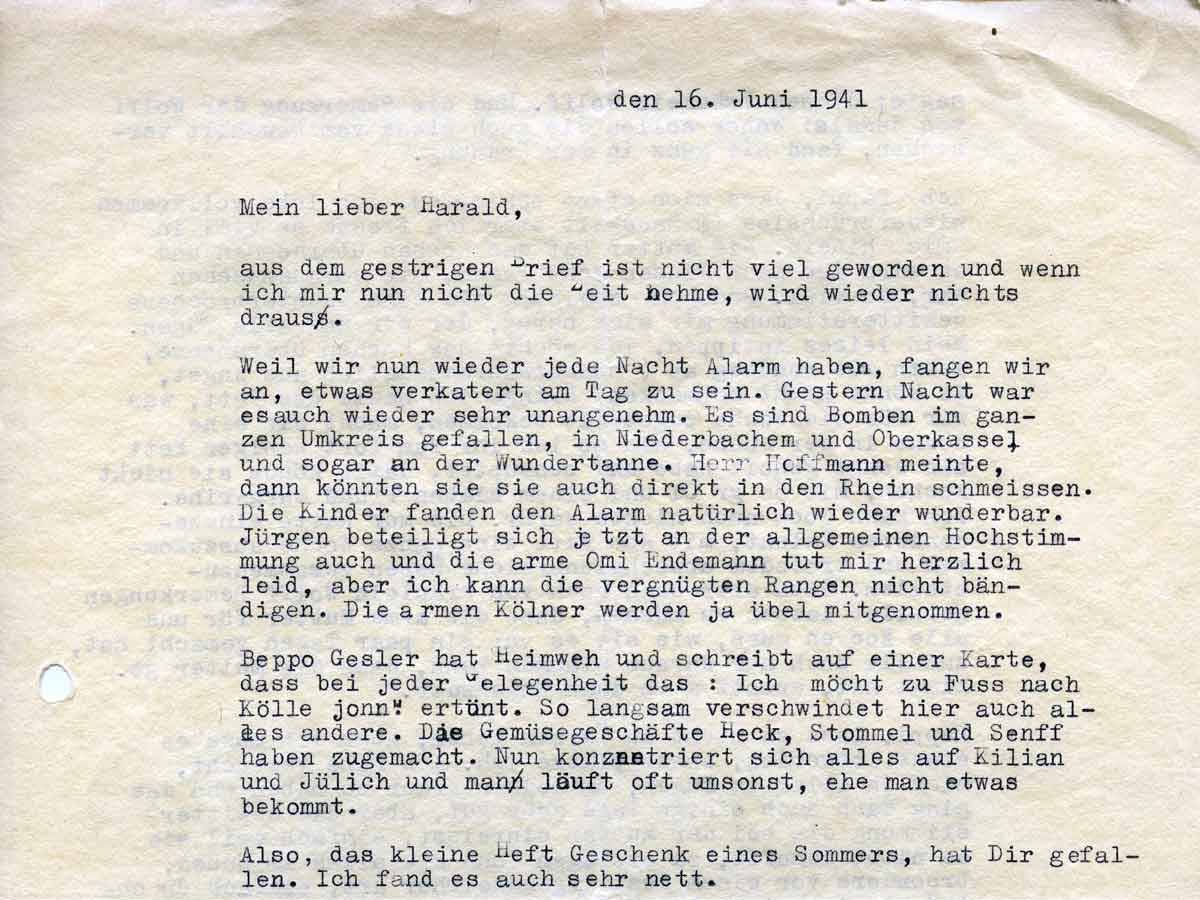 den 16. Juni 1941
Mein lieber Harald,
aus dem gestrigen Brief ist nicht viel geworden und wenn
ich mir nun nicht die Zeit nehme, wird wieder nichts
draus.
Weil wir nun wieder jede Nacht Alarm haben, fangen wir
an, etwas verkatert am Tag zu sein. Gestern Nacht war
esauch wieder sehr unangenehm. Es sind Bomben im gan-
zen Umkreis gefallen, in Niederbachem und Oberkassel
und sogar an der Wundertanne. Herr Hoffmann meinte,
dann könnten sie sie auch direkt in den Rhein schmeissen.
Die Kinder fanden den Alarm natürlich wieder wunderbar.
Jürgen beteiligt sich jetzt an der allgemeinen Hochstim-
mung auch und die arme Omi Endemann tut mir herzlich
leid, aber ich kann die vergnügten Rangen nicht bän-
digen. Die armen Kölner werden ja übel mitgenommen.
Beppo Gesler hat Heimweh und schreibt auf einer Karte,
dass bei jeder Gelegenheit das : Ich möcht zu Fuss nach
Kölle jonn" ertönt. So langsam verschwindet hier auch al-
les andere. Die Gemüsegeschäfte Heck, Stommel und Senff
haben zugemacht. Nun konzentriert sich alles auf Kilian
und Jülich und man läuft oft umsonst, ehe man etwas
bekommt.
Also, das kleine Heft Geschenk eines Sommers, hat Dir gefal-
len. Ich fand es auch sehr nett.